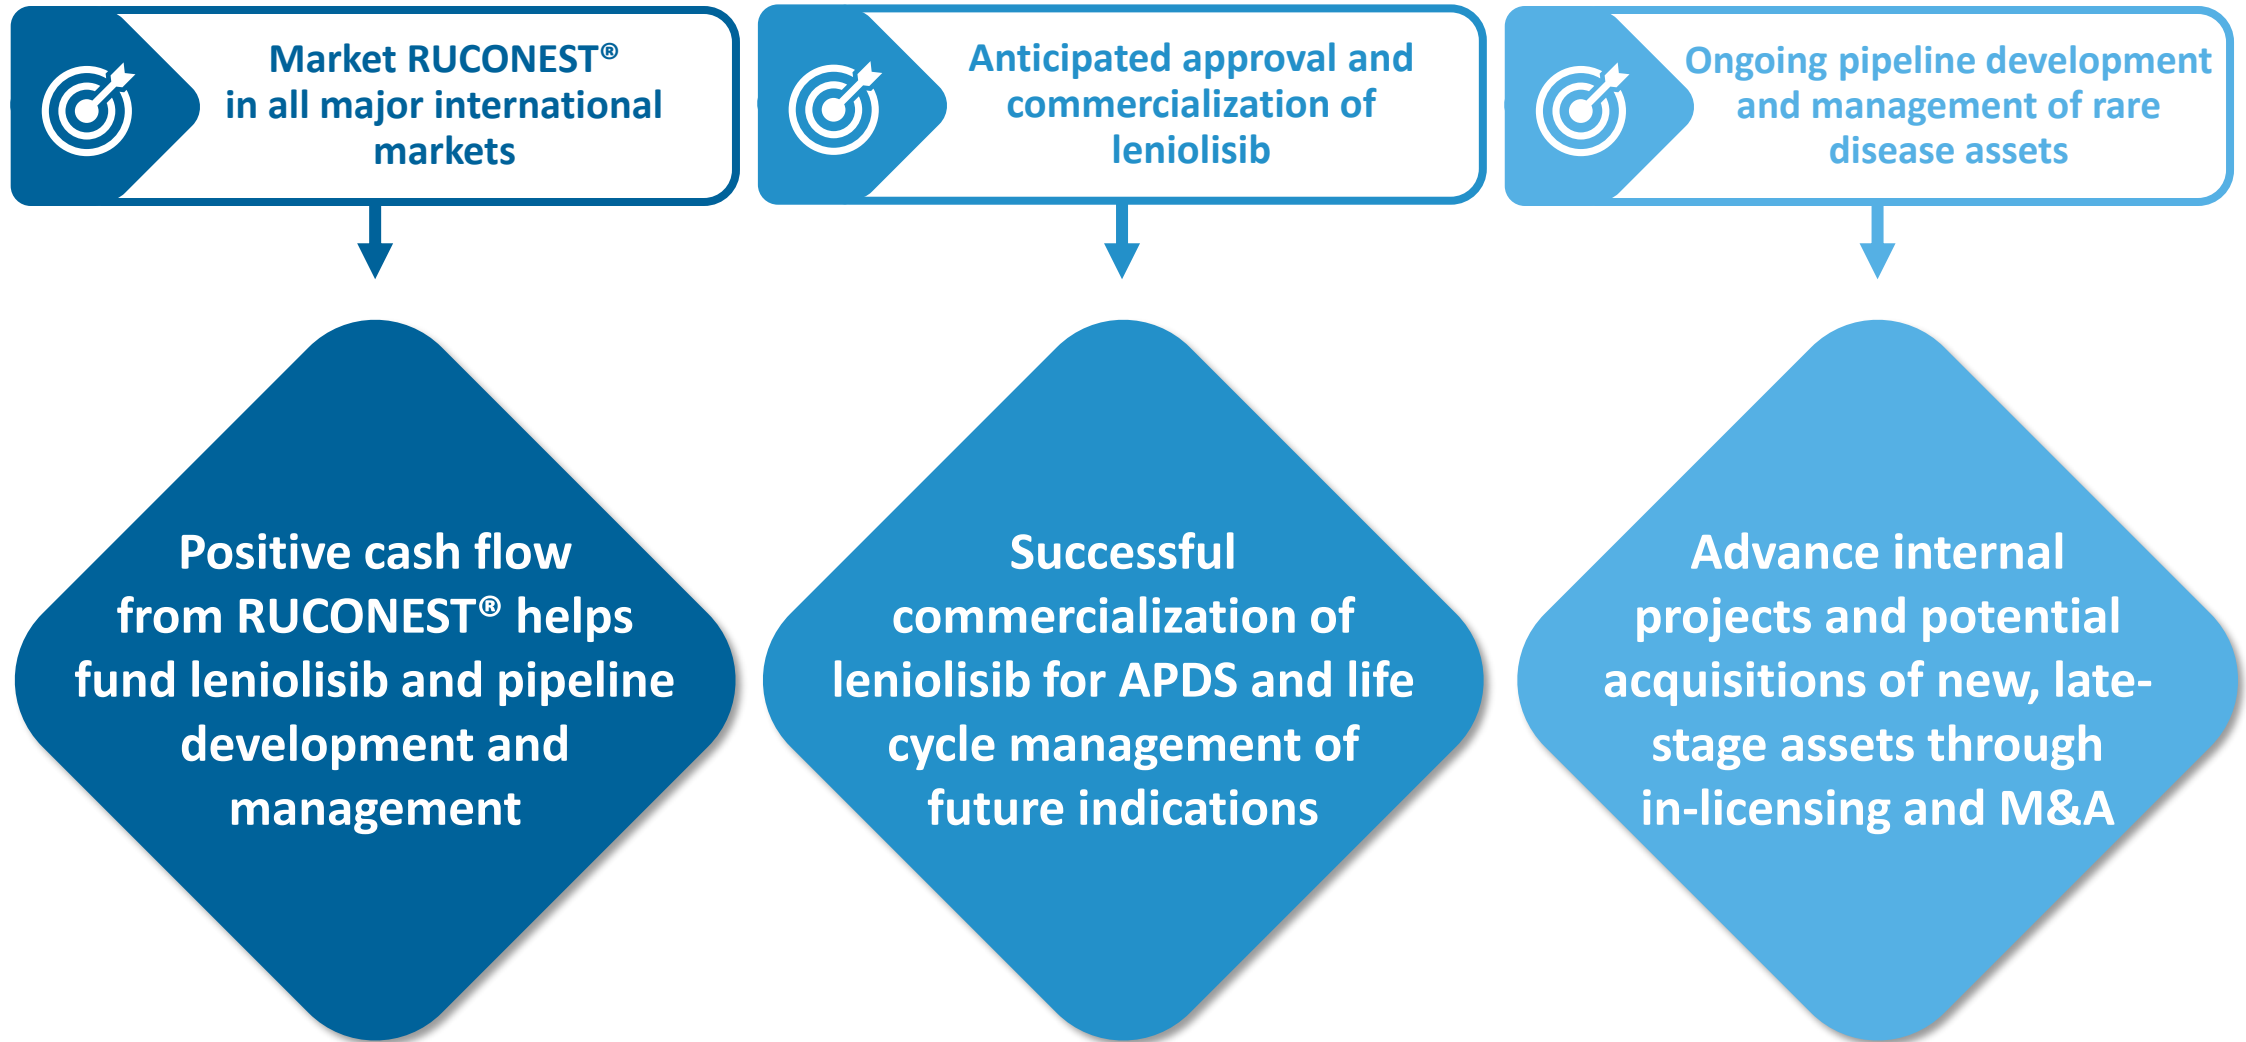 Market RUCONEST®
in all major international
markets
Anticipated approval and
commercialization of
leniolisib
Ongoing pipeline development
and management of rare
disease assets
Positive cash flow
from RUCONEST® helps
fund leniolisib and pipeline
development and
management
Successful
commercialization of
leniolisib for APDS and life
cycle management of
future indications
Advance internal
projects and potential
acquisitions of new, late-
stage assets through
in-licensing and M&A